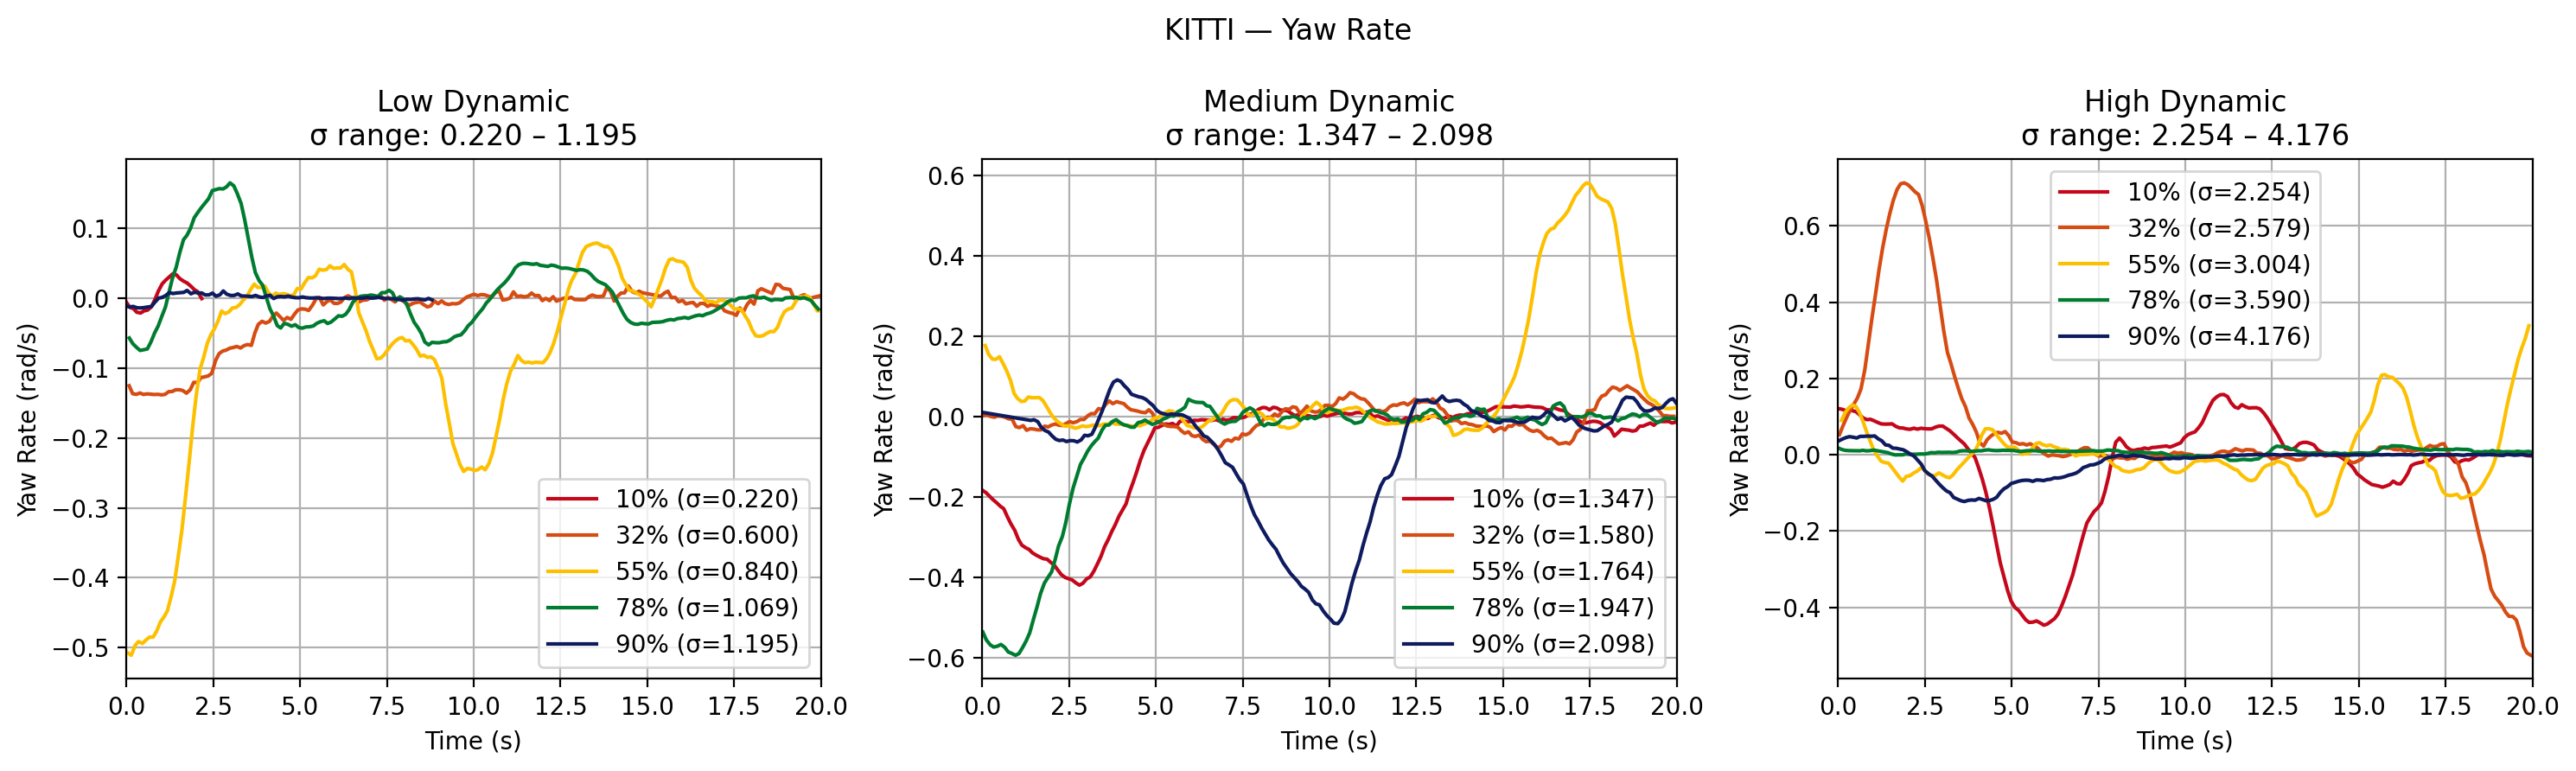 KITTI — Yaw Rate
Low Dynamic
σ range: 0.220 – 1.195
Yaw Rate (rad/s)
0.1
0.0
−0.1
−0.2
−0.3
−0.4
−0.5
10% (σ=0.220)
32% (σ=0.600)
55% (σ=0.840)
78% (σ=1.069)
90% (σ=1.195)
0.0 2.5 5.0 7.5 10.0 12.5 15.0 17.5 20.0
Time (s)
Medium Dynamic
σ range: 1.347 – 2.098
Yaw Rate (rad/s)
0.6
0.4
0.2
0.0
−0.2
−0.4
−0.6
10% (σ=1.347)
32% (σ=1.580)
55% (σ=1.764)
78% (σ=1.947)
90% (σ=2.098)
0.0 2.5 5.0 7.5 10.0 12.5 15.0 17.5 20.0
Time (s)
High Dynamic
σ range: 2.254 – 4.176
Yaw Rate (rad/s)
0.6
0.4
0.2
0.0
−0.2
−0.4
10% (σ=2.254)
32% (σ=2.579)
55% (σ=3.004)
78% (σ=3.590)
90% (σ=4.176)
0.0 2.5 5.0 7.5 10.0 12.5 15.0 17.5 20.0
Time (s)